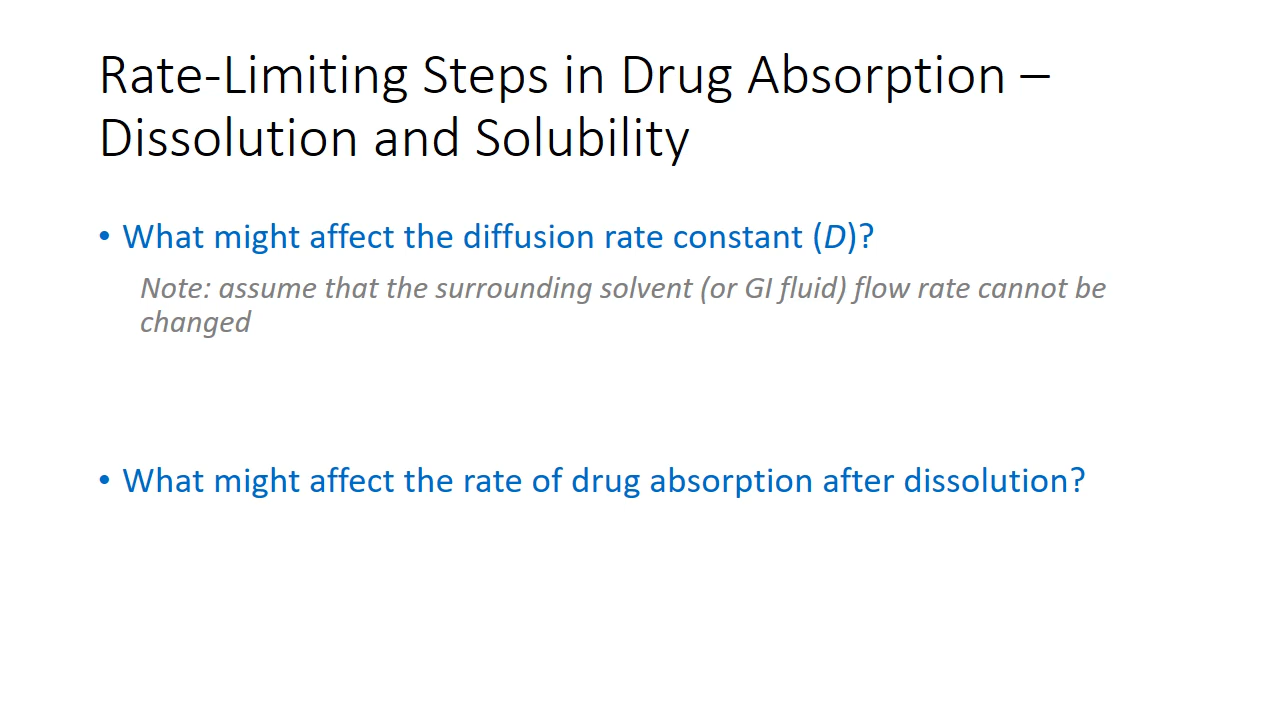 Rate-Limiting Steps in Drug Absorption –
Dissolution and Solubility
• What might affect the diffusion rate constant (D)?
Note: assume that the surrounding solvent (or GI fluid) flow rate cannot be
changed
• What might affect the rate of drug absorption after dissolution?